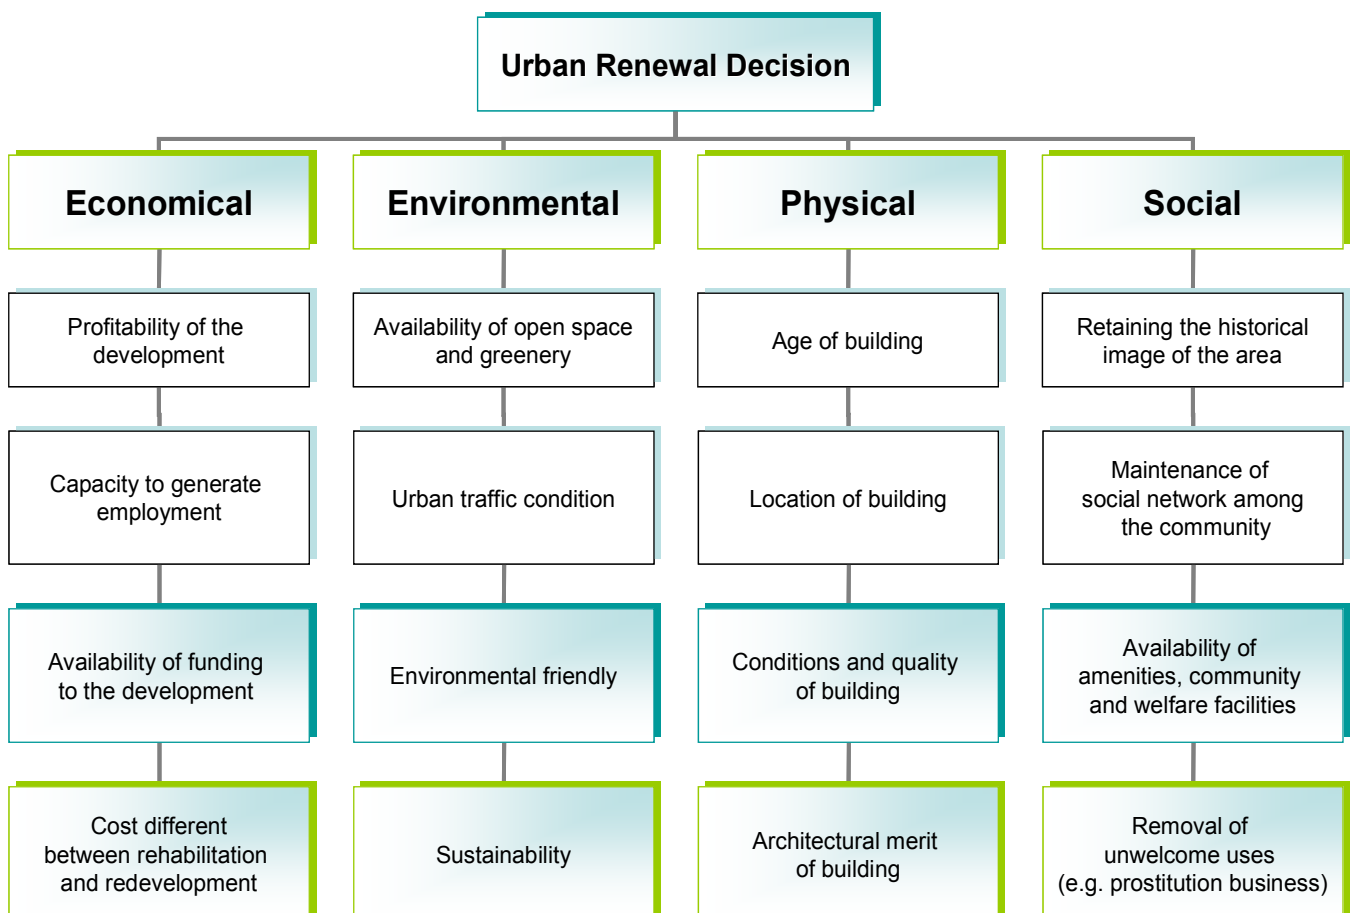 Urban Renewal Decision
Economical
Environmental
Physical
Social
Profitability of the
development
Availability of open space
and greenery
Age of building
Retaining the historical
image of the area
Capacity to generate
employment
Urban traffic condition
Location of building
Maintenance of
social network among
the community
Availability of funding
to the development
Environmental friendly
Conditions and quality
of building
Availability of
amenities, community
and welfare facilities
Cost different
between rehabilitation
and redevelopment
Sustainability
Architectural merit
of building
Removal of
unwelcome uses
(e.g. prostitution business)